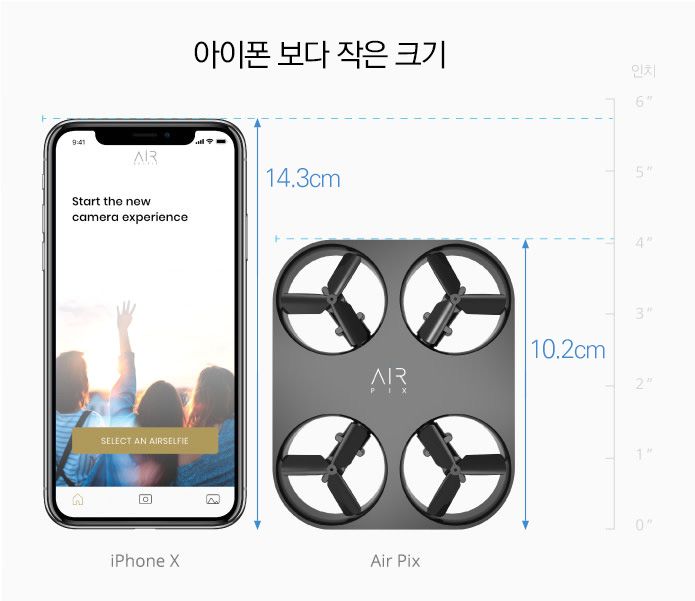 아이폰 보다 작은 크기
인치
6"
9:41
AIR
Start the new
camera experience
14.3cm
5"
4"
3"
10.2cm
AIR
PIX
2"
SELECT AN AIRSELFIE
1"
0"
iPhone X
Air Pix